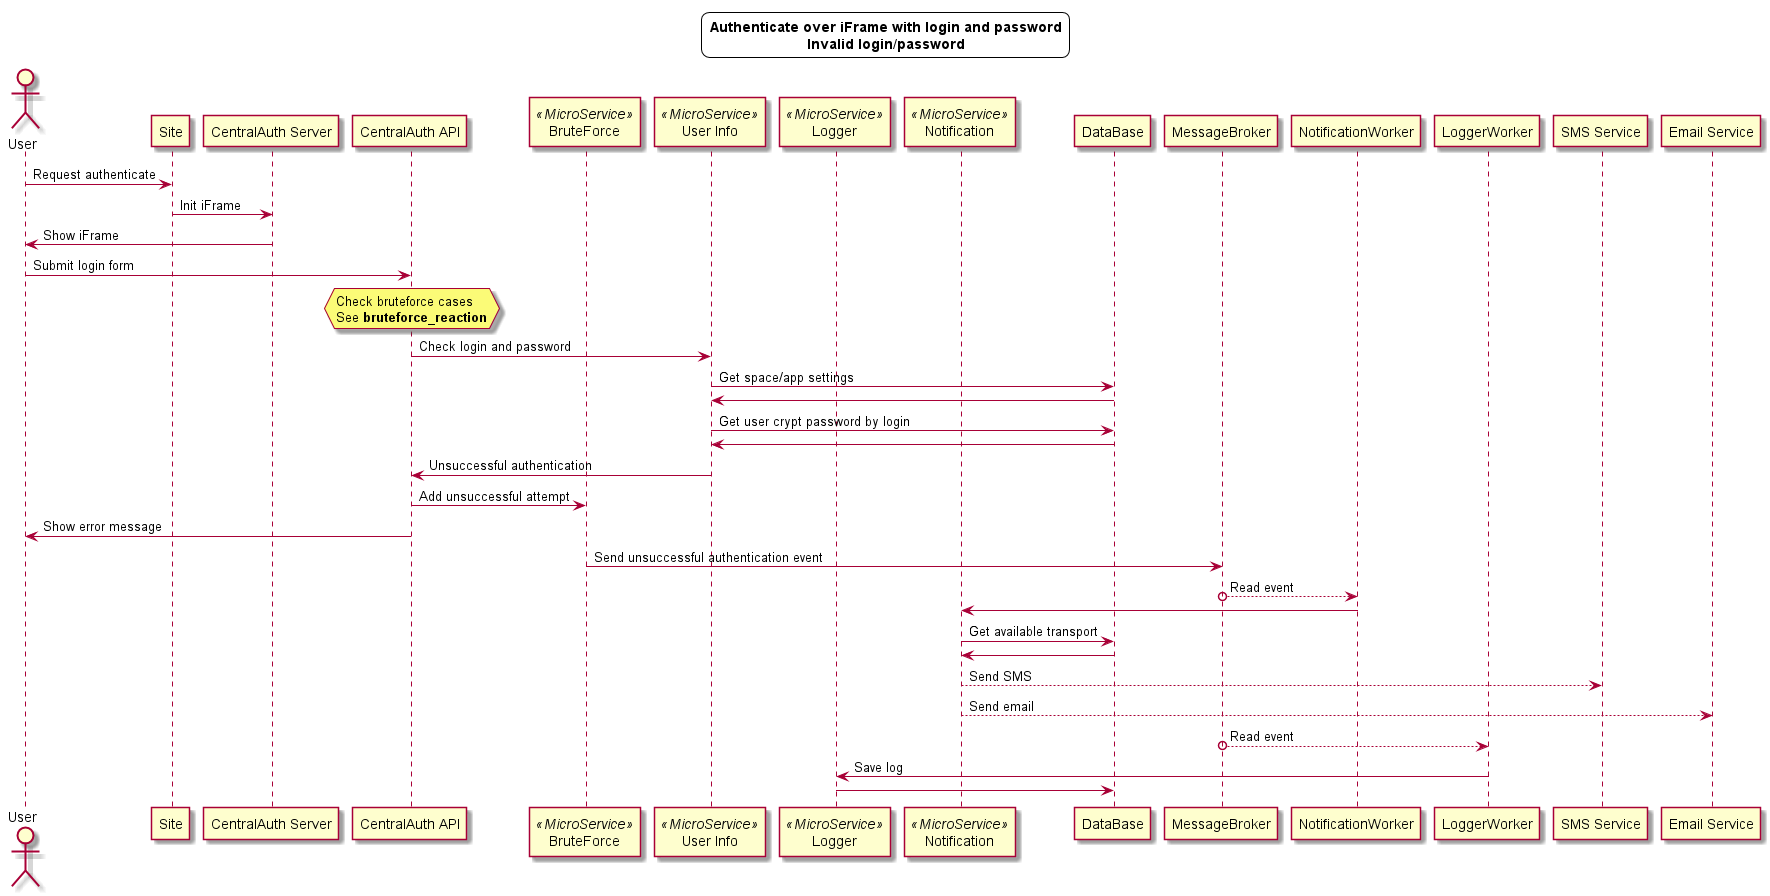 Authenticate over iFrame with login and password
Invalid login/password
User
Site
CentralAuth Server
CentralAuth API
« MicroService »
BruteForce
« MicroService »
User Info
« MicroService »
Logger
« MicroService »
Notification
DataBase
MessageBroker
NotificationWorker
LoggerWorker
SMS Service
Email Service
Request authenticate
Init iFrame
Show iFrame
Submit login form
Check bruteforce cases
See bruteforce_reaction
Check login and password
Get space/app settings
Get user crypt password by login
Unsuccessful authentication
Add unsuccessful attempt
Show error message
Send unsuccessful authentication event
Read event
Get available transport
Send SMS
Send email
Read event
Save log
User
Site
CentralAuth Server
CentralAuth API
« MicroService »
BruteForce
« MicroService »
User Info
« MicroService »
Logger
« MicroService »
Notification
DataBase
MessageBroker
NotificationWorker
LoggerWorker
SMS Service
Email Service